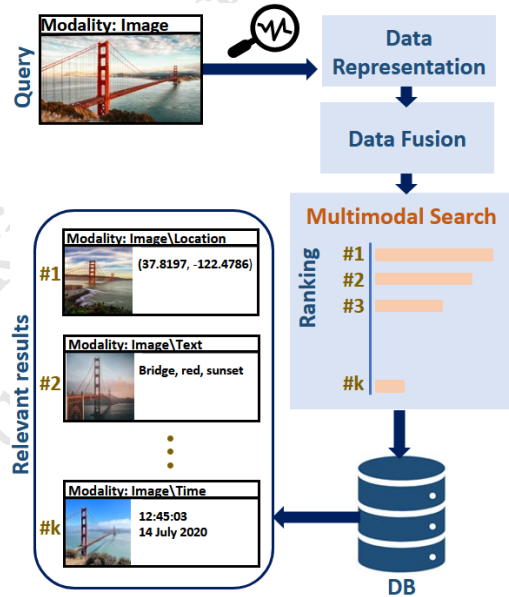 Modality: Image
Query
Data
Representation
Data Fusion
Multimodal Search
Ranking
#1
#2
#3
#k
DB
Relevant results
#1
Modality: Image\Location
(37.8197, -122.4786)
#2
Modality: Image\Text
Bridge, red, sunset
#k
Modality: Image\Time
12:45:03
14 July 2020